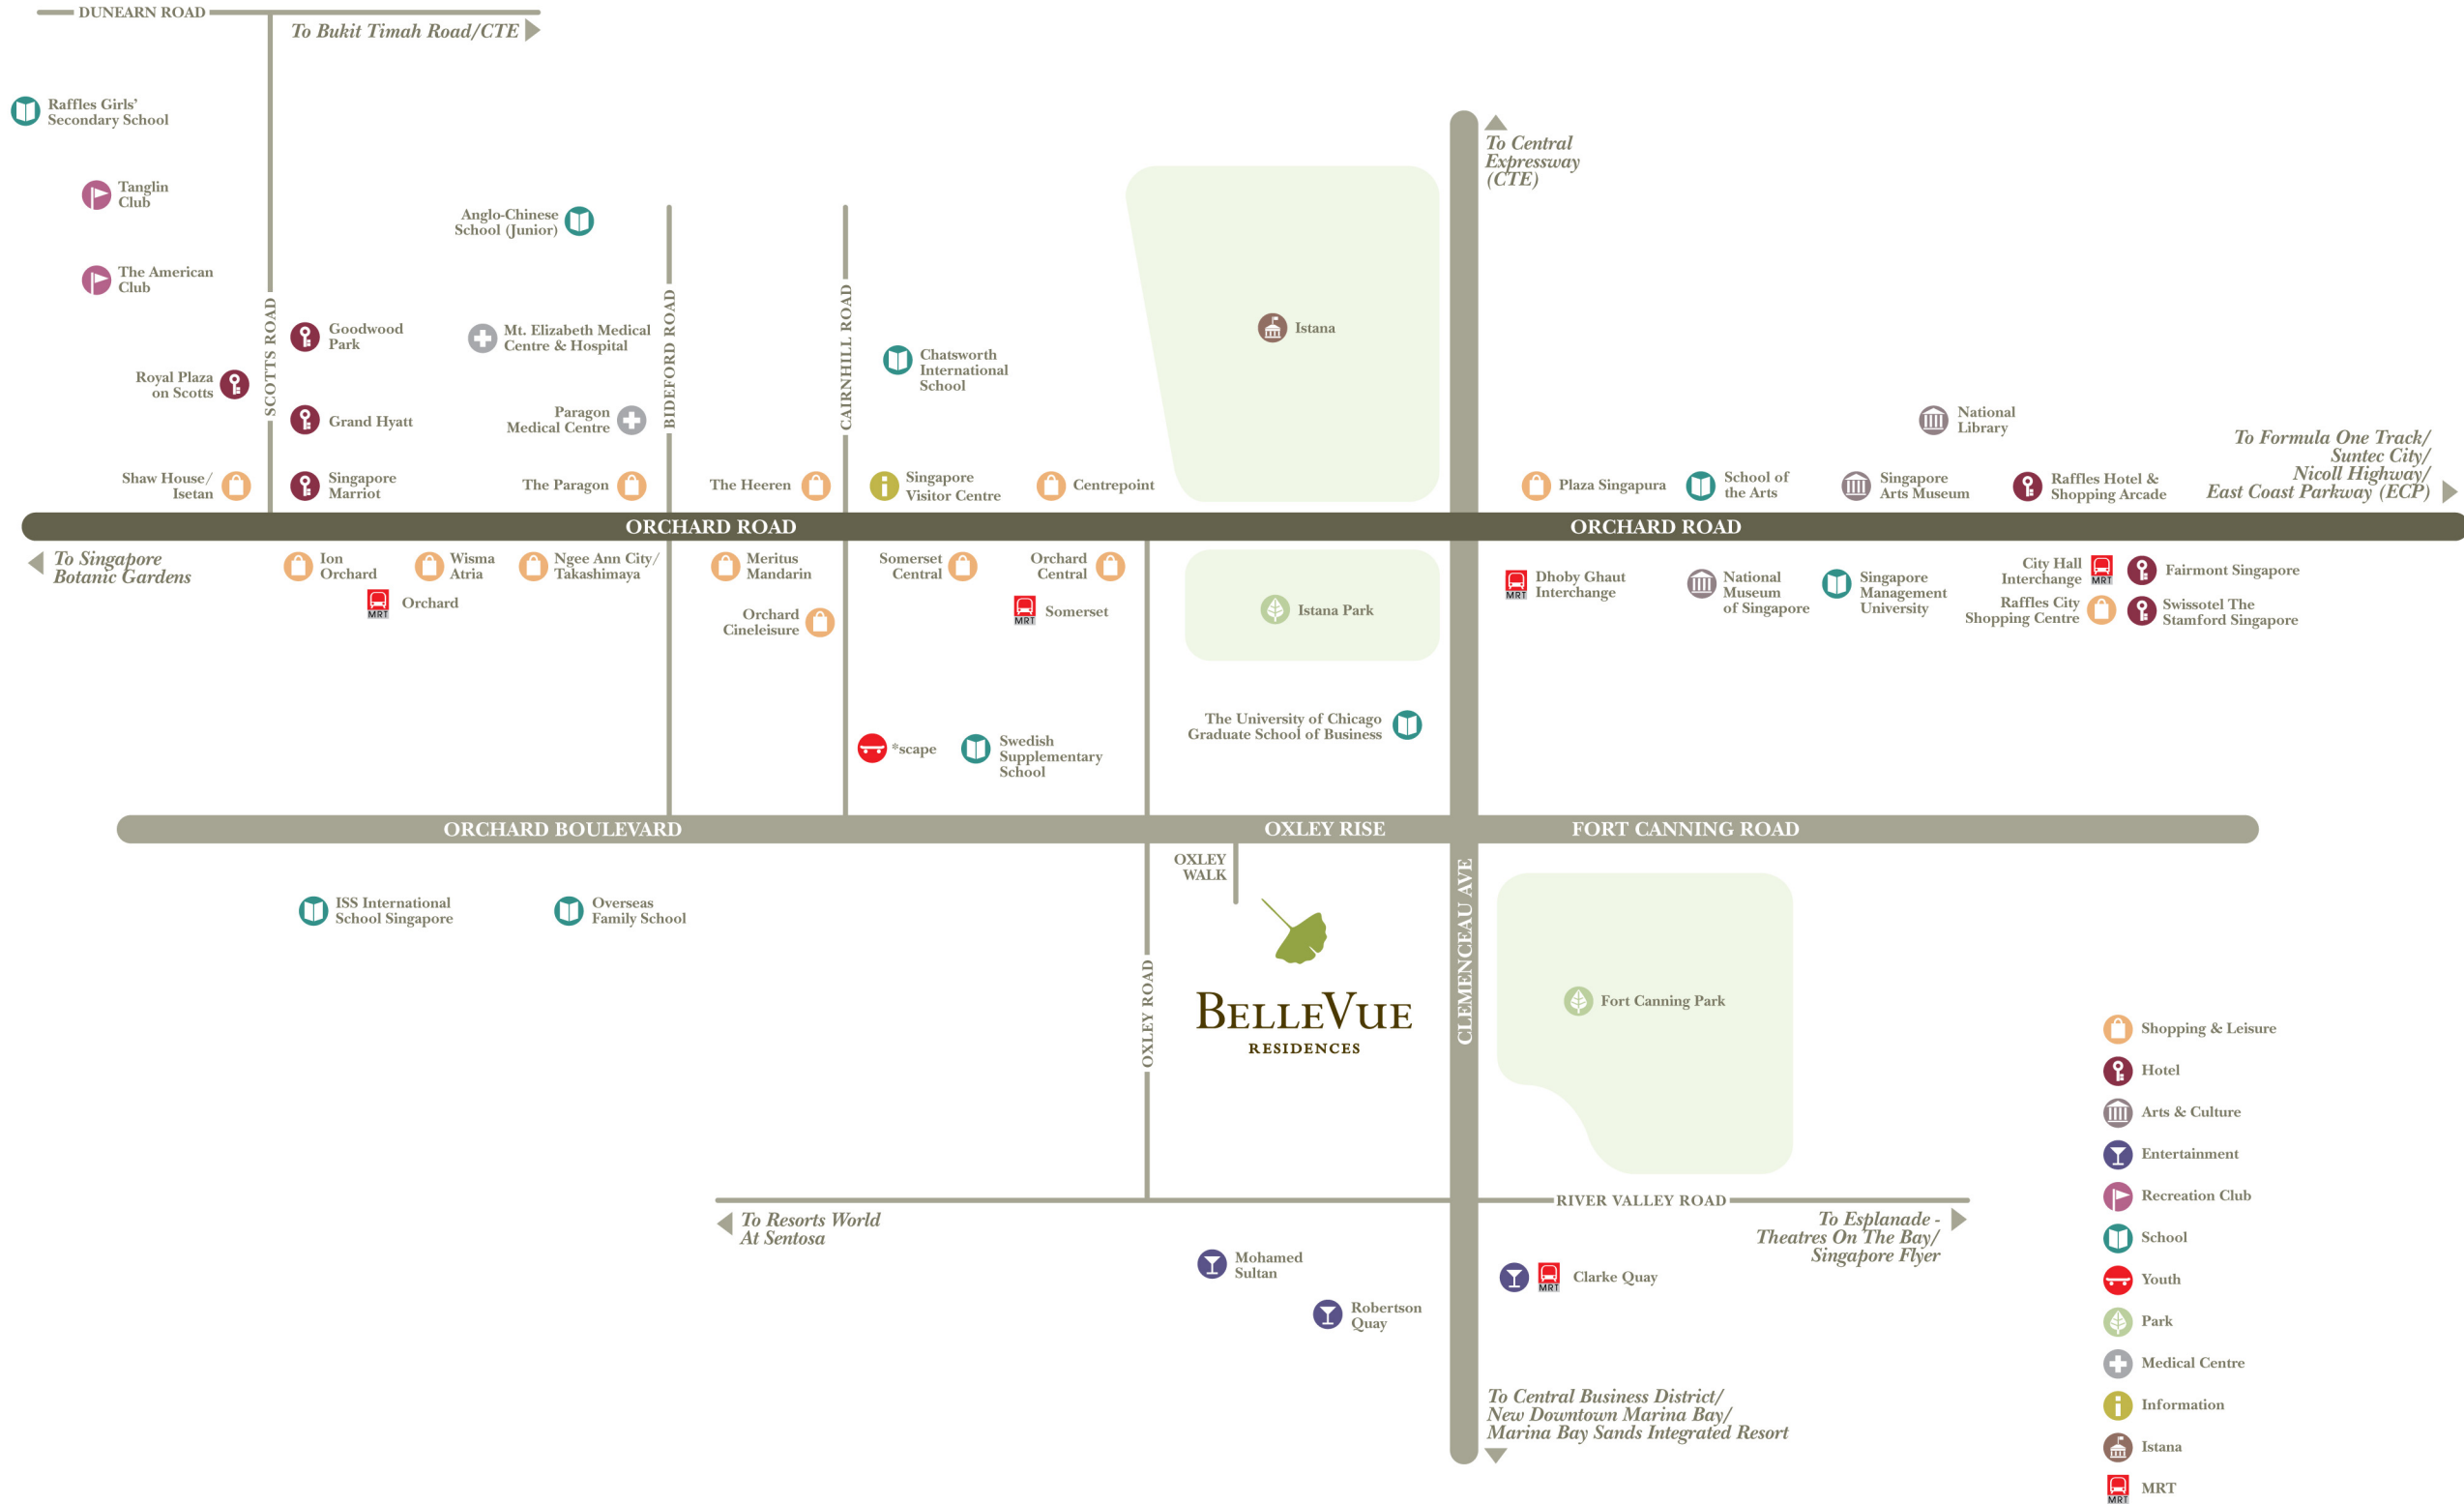 DUNEARN ROAD
To Bukit Timah Road/CTE
Raffles Girls'
Secondary School
Tanglin
Club
The American
Club
SCOTTS ROAD
Anglo-Chinese
School (Junior)
Goodwood
Park
Mt. Elizabeth Medical
Centre & Hospital
Royal Plaza
on Scotts
Grand Hyatt
Paragon
Medical Centre
Shaw House/
Isetan
Singapore
Marriot
The Paragon
BIDEFORD ROAD
The Heeren
CAIRNHILL ROAD
Chatsworth
International
School
Singapore
Visitor Centre
Centrepoint
Istana
To Central
Expressway
(CTE)
Plaza Singapura
School of
the Arts
Singapore
Arts Museum
National
Library
Raffles Hotel &
Shopping Arcade
To Formula One Track/
Suntec City/
Nicoll Highway/
East Coast Parkway (ECP)
ORCHARD ROAD
ORCHARD ROAD
To Singapore
Botanic Gardens
Ion
Orchard
MRT
Orchard
Wisma
Atria
Ngee Ann City/
Takashimaya
Meritus
Mandarin
Orchard
Cineleisure
Somerset
Central
Orchard
Central
MRT
Somerset
Istana Park
MRT
Dhoby Ghaut
Interchange
National
Museum
of Singapore
Singapore
Management
University
City Hall
Interchange
MRT
Raffles City
Shopping Centre
Fairmont Singapore
Swissotel The
Stamford Singapore
*scape
Swedish
Supplementary
School
The University of Chicago
Graduate School of Business
ORCHARD BOULEVARD
OXLEY RISE
FORT CANNING ROAD
ISS International
School Singapore
Overseas
Family School
OXLEY
WALK
OXLEY ROAD
BELLEVUE
RESIDENCES
CLEMENCEAU AVE
Fort Canning Park
RIVER VALLEY ROAD
To Resorts World
At Sentosa
To Esplanade -
Theatres On The Bay/
Singapore Flyer
Mohamed
Sultan
Robertson
Quay
MRT
Clarke Quay
To Central Business District/
New Downtown Marina Bay/
Marina Bay Sands Integrated Resort
Shopping & Leisure
Hotel
Arts & Culture
Entertainment
Recreation Club
School
Youth
Park
Medical Centre
Information
Istana
MRT
MRT